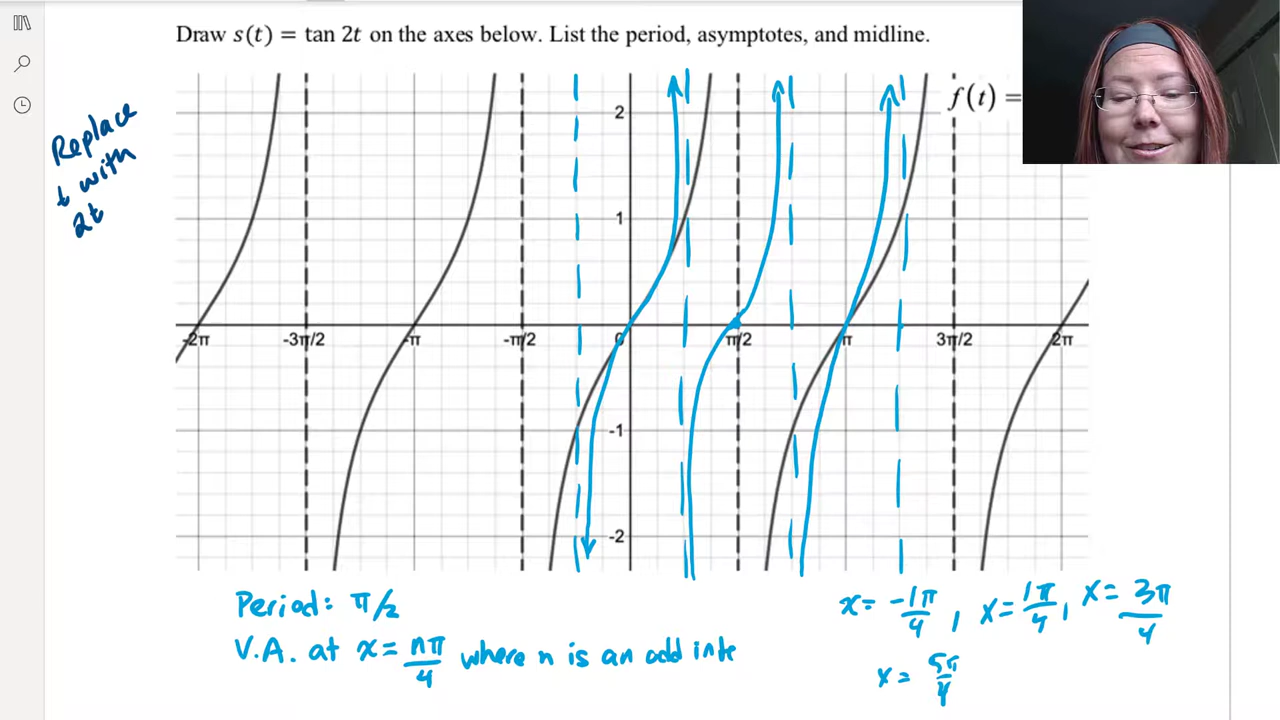 Draw s(t) = tan 2t on the axes below. List the period, asymptotes, and midline.
f(t) =
Replace
t with
2t
2
1
-2π -3π/2 -π -π/2 0 π/2 π 3π/2 2π
-1
-2
Period: π/2
V.A. at x = nπ/4 where n is an odd inte
x = -1π/4, x = 1π/4, x = 3π/4
x = 5π/4